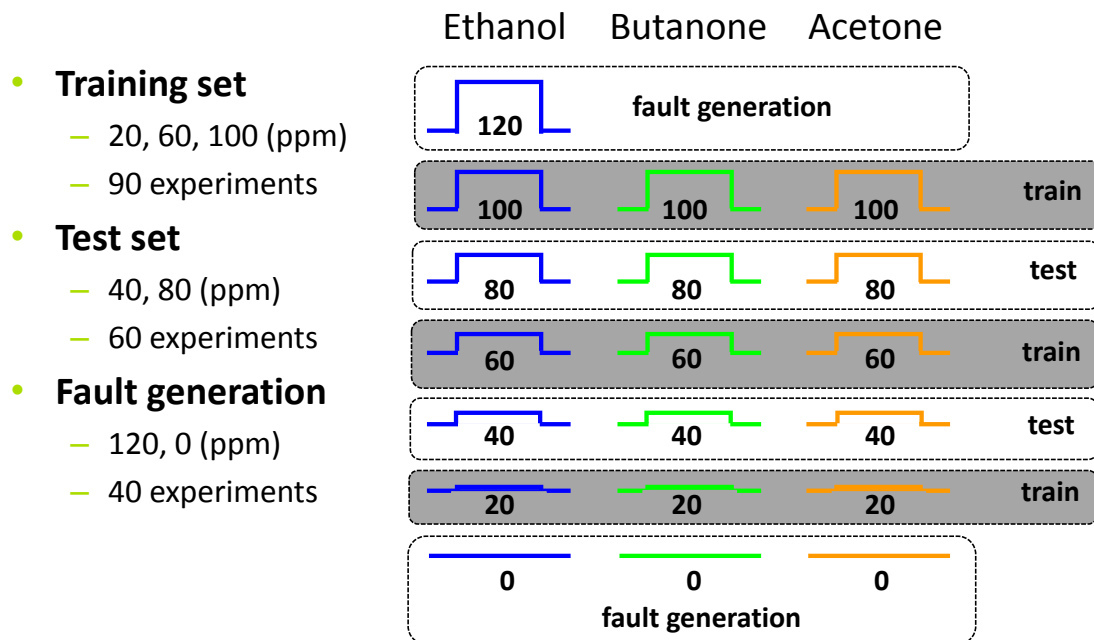 Ethanol Butanone Acetone
• Training set
– 20, 60, 100 (ppm)
– 90 experiments
• Test set
– 40, 80 (ppm)
– 60 experiments
• Fault generation
– 120, 0 (ppm)
– 40 experiments
120 fault generation
100 100 100 train
80 80 80 test
60 60 60 train
40 40 40 test
20 20 20 train
0 0 0
fault generation